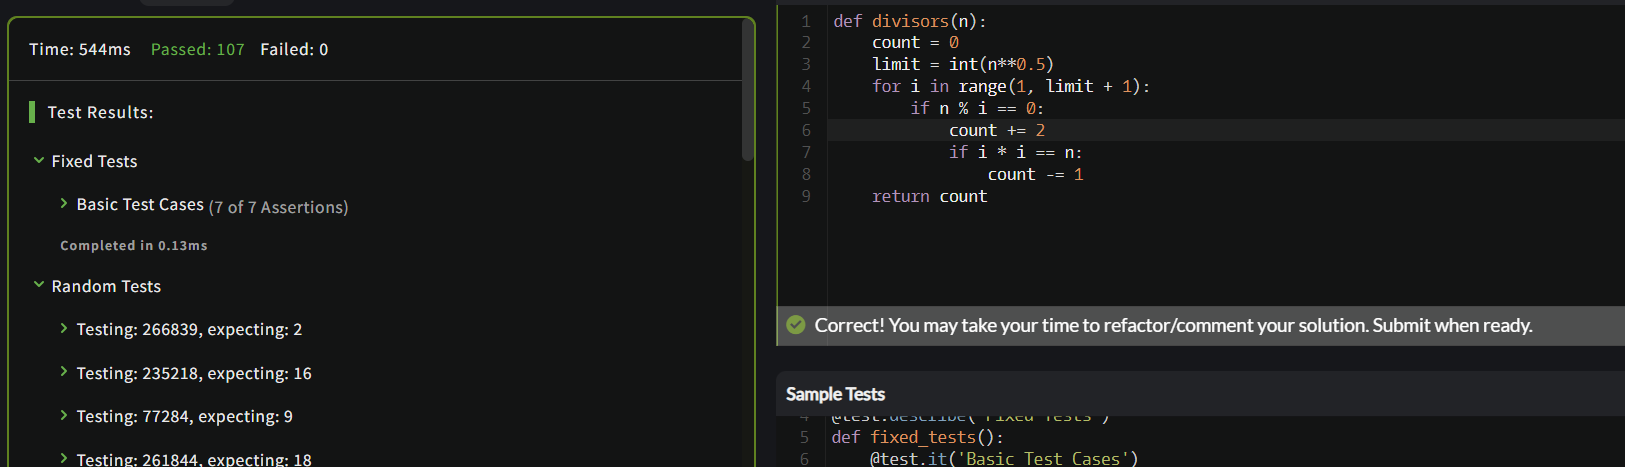 Time: 544ms Passed: 107 Failed: 0
Test Results:
Fixed Tests
Basic Test Cases (7 of 7 Assertions)
Completed in 0.13ms
Random Tests
Testing: 266839, expecting: 2
Testing: 235218, expecting: 16
Testing: 77284, expecting: 9
Testing: 261844, expecting: 18
1 def divisors(n):
2     count = 0
3     limit = int(n**0.5)
4     for i in range(1, limit + 1):
5         if n % i == 0:
6             count += 2
7             if i * i == n:
8                 count -= 1
9     return count
Correct! You may take your time to refactor/comment your solution. Submit when ready.
Sample Tests
4 @test.describe('Fixed Tests')
5 def fixed_tests():
6     @test.it('Basic Test Cases')